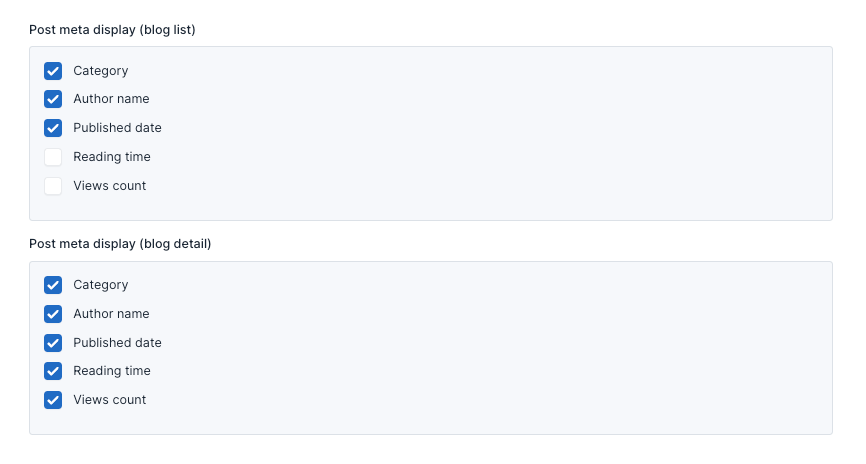 Post meta display (blog list)
Category
Author name
Published date
Reading time
Views count
Post meta display (blog detail)
Category
Author name
Published date
Reading time
Views count